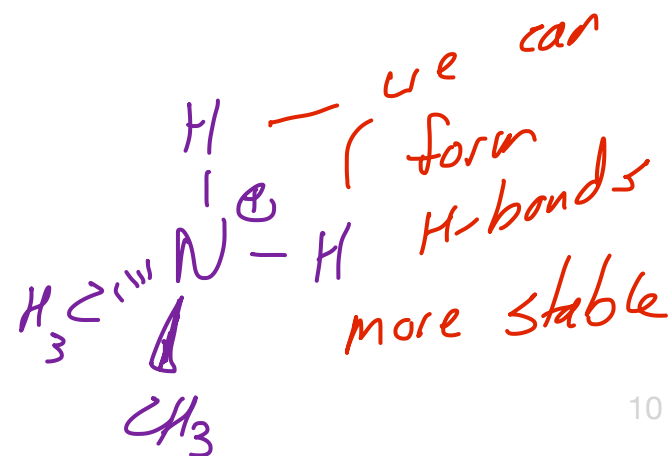 we can
form
H-bonds
more stable
H
⊕
H₃C N - H
CH₃
10